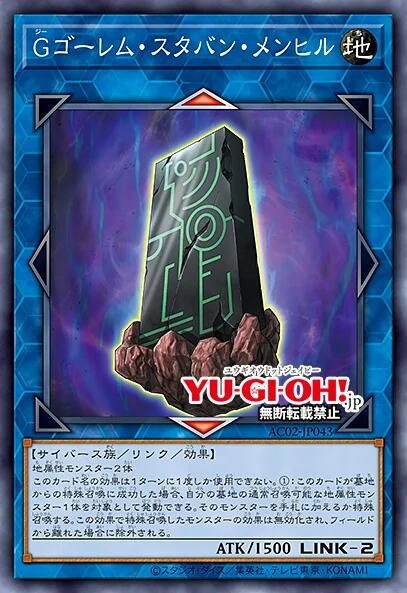 ジー
Gゴーレム・スタバン・メンヒル
ち
地
ユウギオウドットジェイピー
YU-GI-OH!.jp
無断転載禁止
AC02-JP043
【サイバース族/リンク/効果】
地属性モンスター2体
このカード名の効果は1ターンに1度しか使用できない。①:このカードが墓地
からの特殊召喚に成功した場合、自分の墓地の通常召喚可能な地属性モンス
ター1体を対象として発動できる。そのモンスターを手札に加えるか特殊
召喚する。この効果で特殊召喚したモンスターの効果は無効化され、フィールド
から離れた場合に除外される。
ATK/1500 LINK-2
©スタジオ・ダイス/集英社・テレビ東京・KONAMI